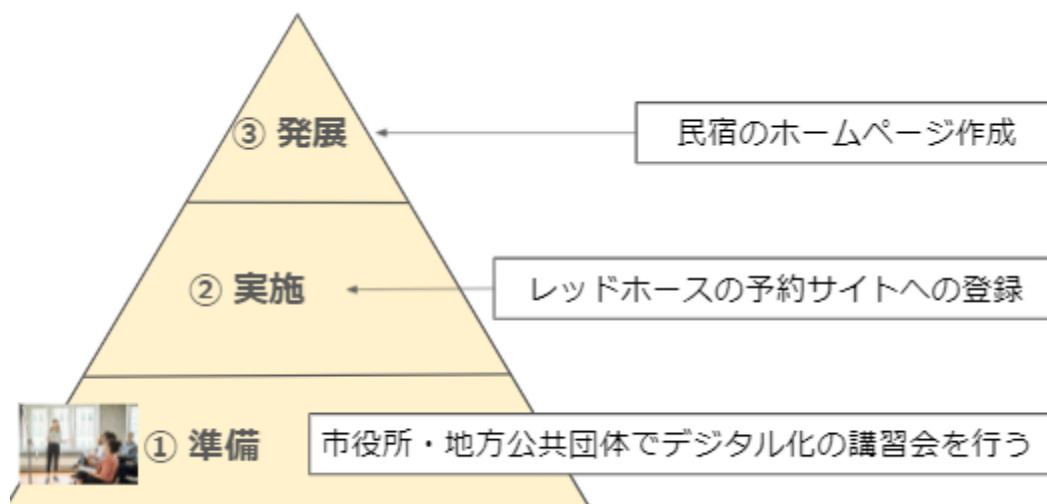 ③ 発展
民宿のホームページ作成
② 実施
レッドホースの予約サイトへの登録
① 準備
市役所・地方公共団体でデジタル化の講習会を行う